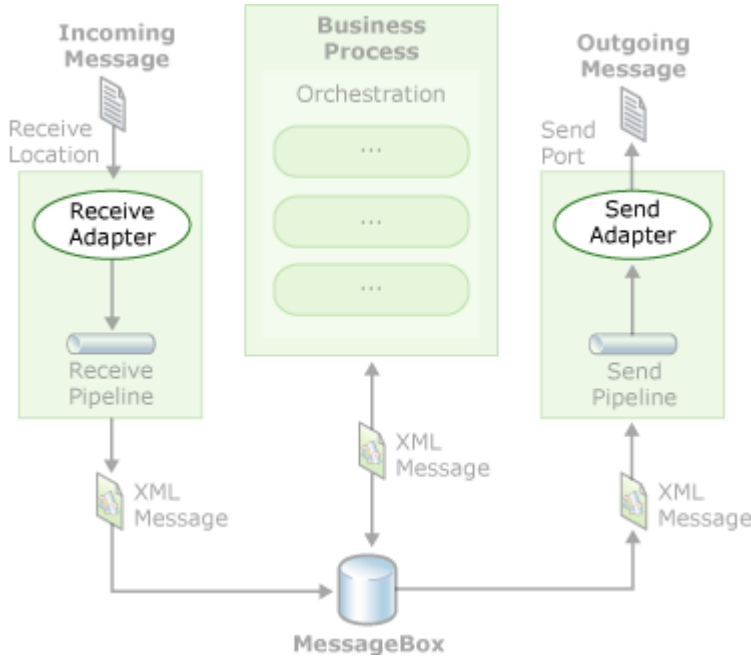 Incoming
Message
Receive
Location
Receive
Adapter
Receive
Pipeline
XML
Message
Business
Process
Orchestration
...
...
...
XML
Message
MessageBox
Outgoing
Message
Send
Port
Send
Adapter
Send
Pipeline
XML
Message